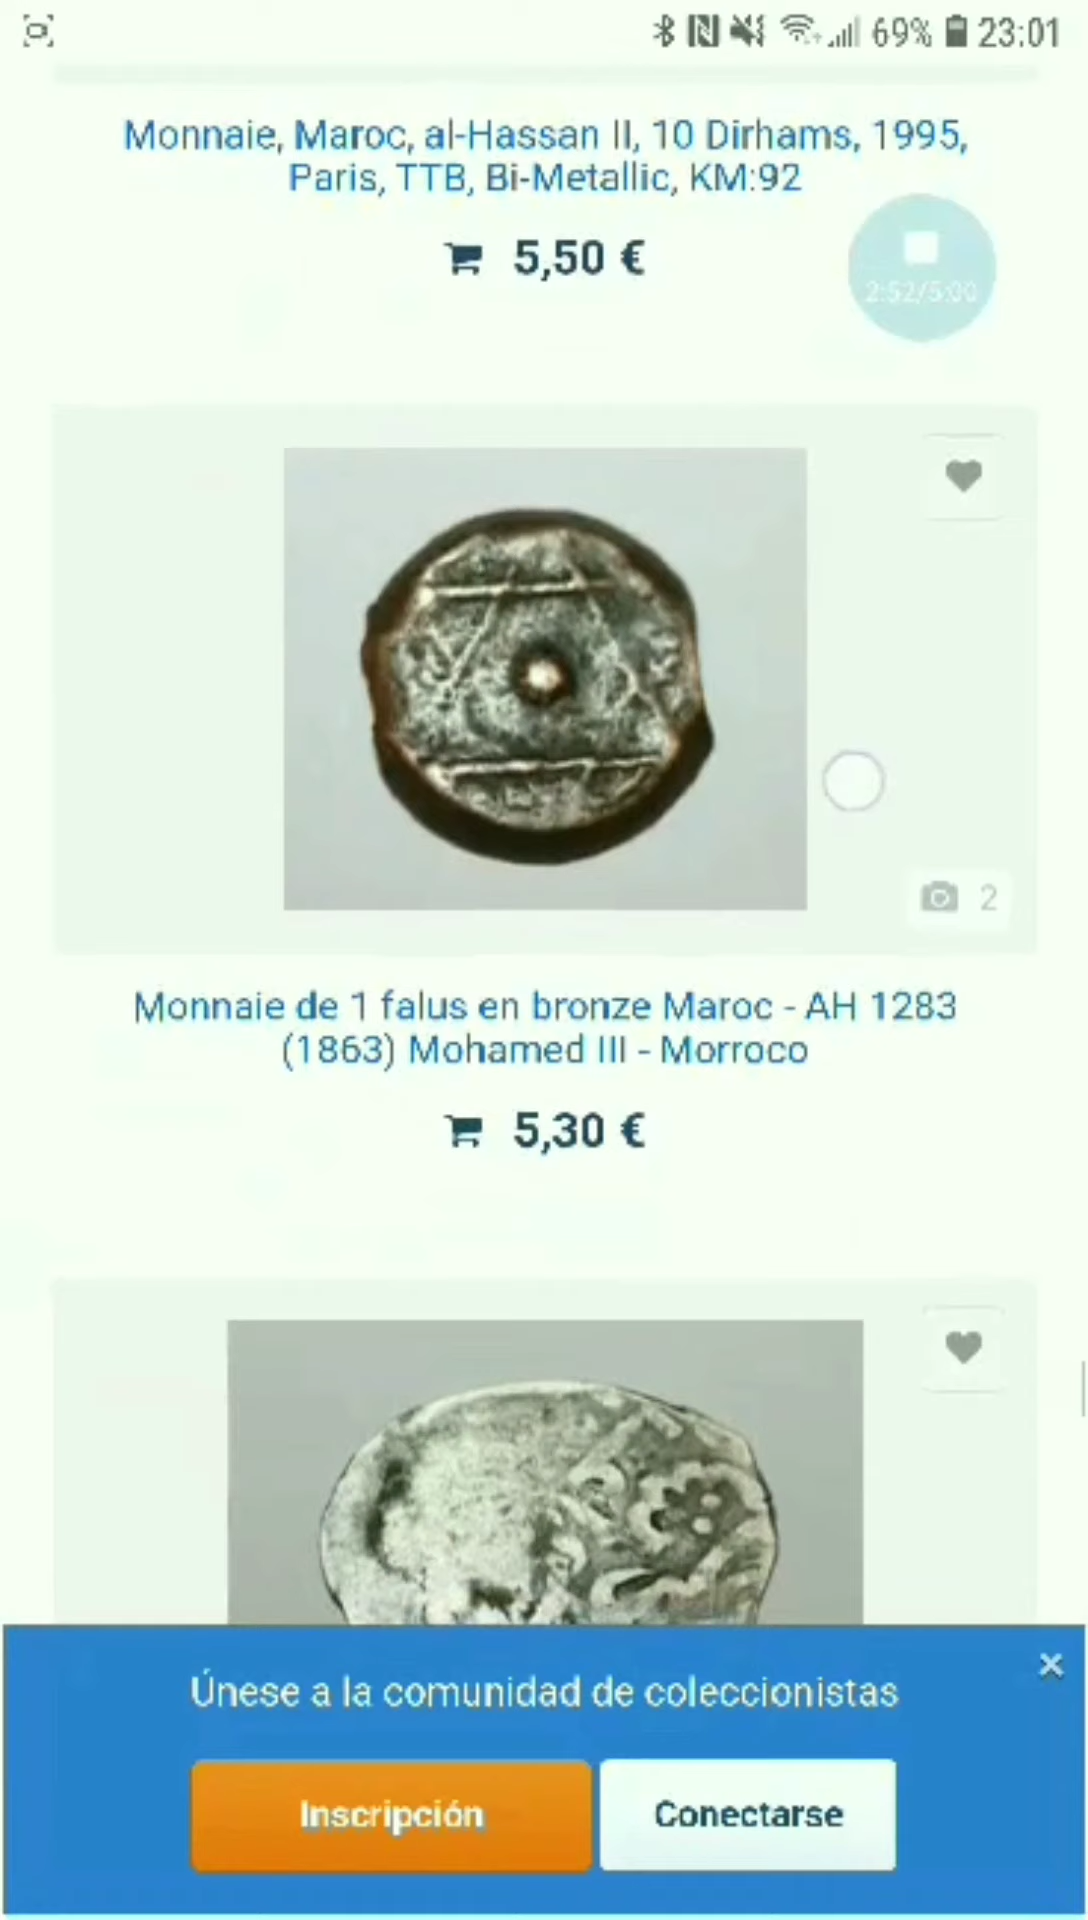 69% 23:01
Monnaie, Maroc, al-Hassan II, 10 Dirhams, 1995,
Paris, TTB, Bi-Metallic, KM:92
5,50 €
2:52/5:00
2
Monnaie de 1 falus en bronze Maroc - AH 1283
(1863) Mohamed III - Morroco
5,30 €
Únese a la comunidad de coleccionistas
×
Inscripción Conectarse